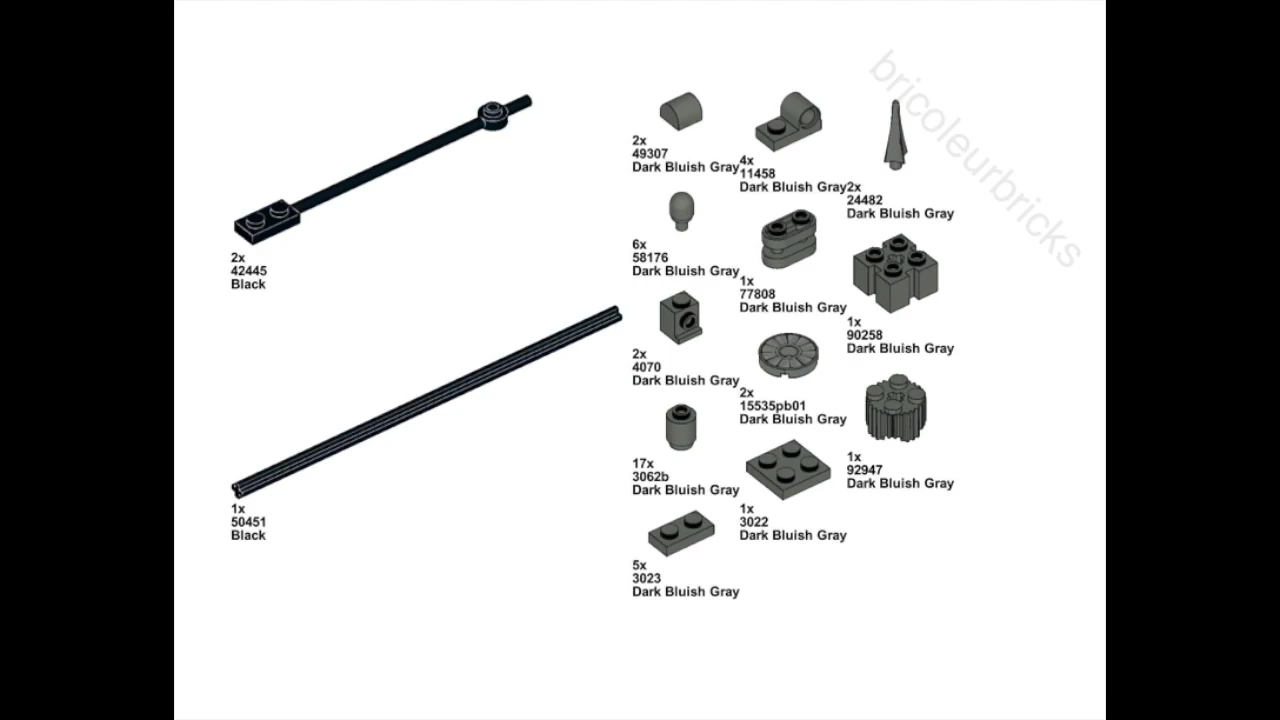 bricoleurbricks
2x
42445
Black
1x
50451
Black
2x
49307
Dark Bluish Gray
6x
58176
Dark Bluish Gray
2x
4070
Dark Bluish Gray
17x
3062b
Dark Bluish Gray
5x
3023
Dark Bluish Gray
4x
11458
Dark Bluish Gray
1x
77808
Dark Bluish Gray
2x
15535pb01
Dark Bluish Gray
1x
3022
Dark Bluish Gray
2x
24482
Dark Bluish Gray
1x
90258
Dark Bluish Gray
1x
92947
Dark Bluish Gray